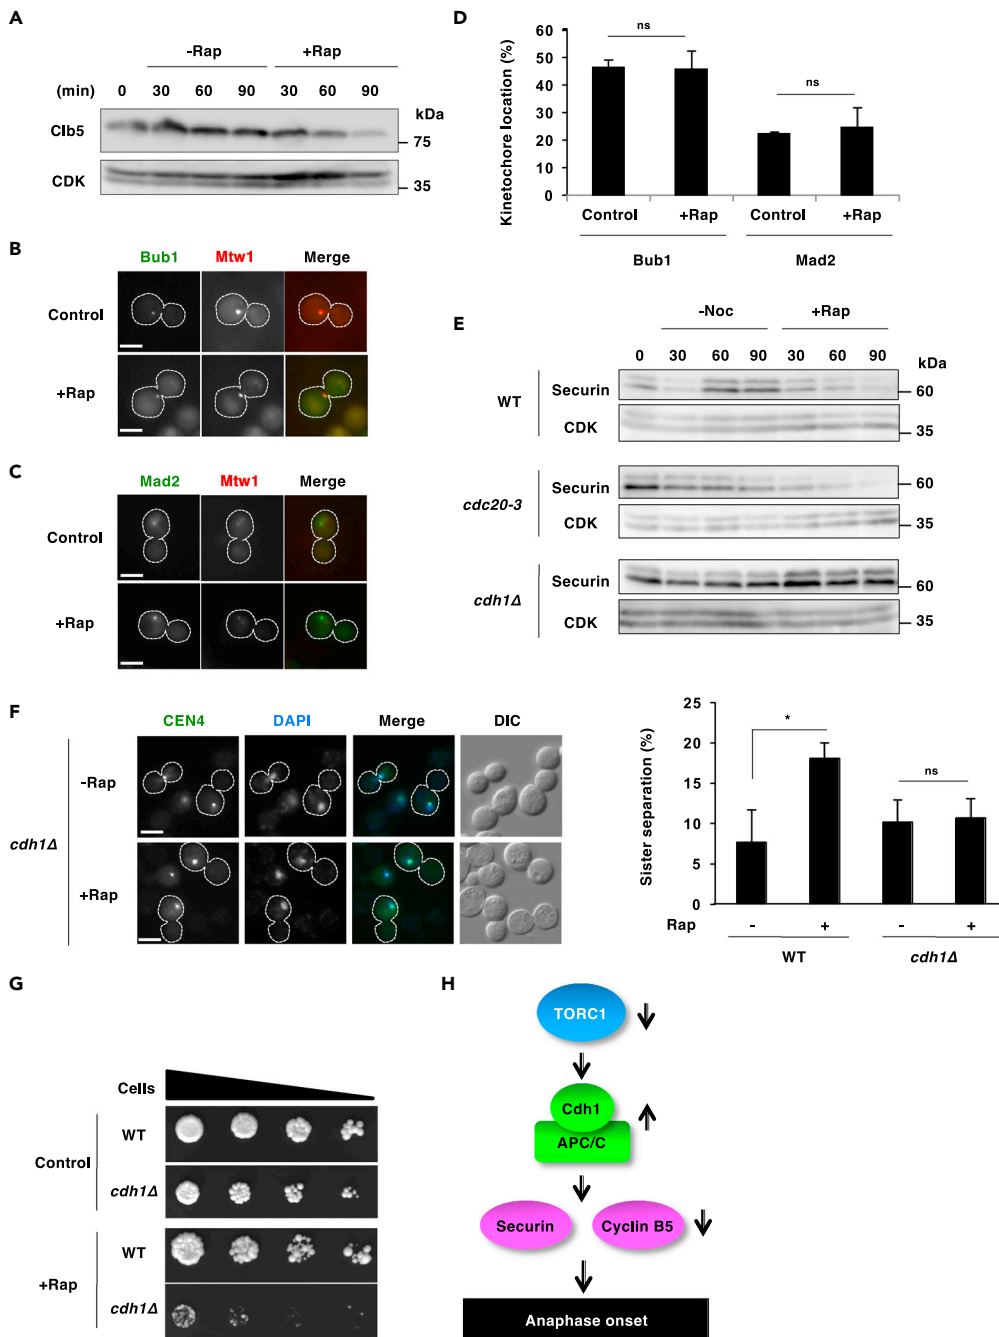 A
-Rap +Rap
(min) 0 30 60 90 30 60 90
kDa
Clb5
75
CDK
35
B
Bub1 Mtw1 Merge
Control
+Rap
C
Mad2 Mtw1 Merge
Control
+Rap
D
Kinetochore location (%)
60
50
40
30
20
10
0
ns
ns
Control +Rap Control +Rap
Bub1 Mad2
E
-Noc +Rap
0 30 60 90 30 60 90
kDa
WT
Securin
60
CDK
35
cdc20-3
Securin
60
CDK
35
cdh1Δ
Securin
60
CDK
35
F
CEN4 DAPI Merge DIC
cdh1Δ
-Rap
+Rap
Sister separation (%)
25
20
15
10
5
0
*
ns
Rap - + - +
WT cdh1Δ
G
Cells
Control
WT
cdh1Δ
+Rap
WT
cdh1Δ
H
TORC1
Cdh1
APC/C
Securin Cyclin B5
Anaphase onset